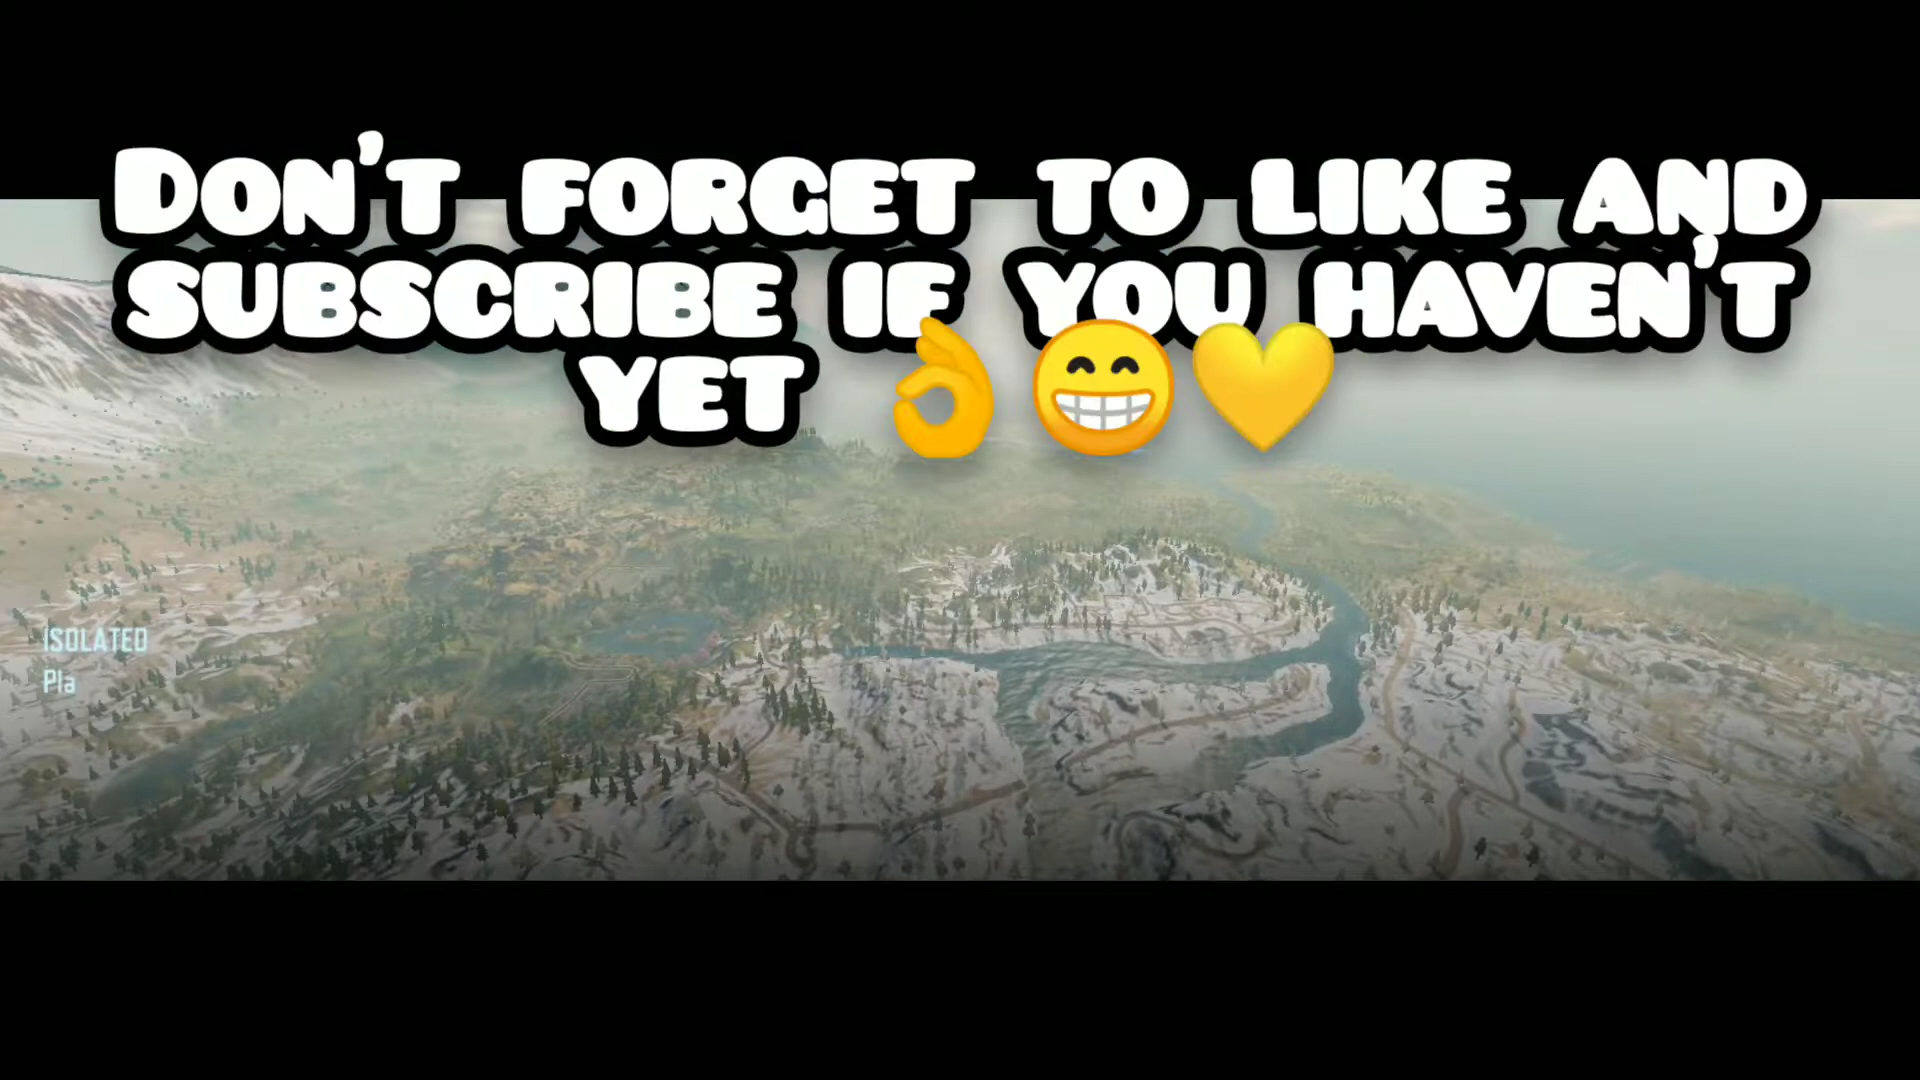 Don't forget to like and
subscribe if you haven't
yet 👌😁💛
ISOLATED
Pla